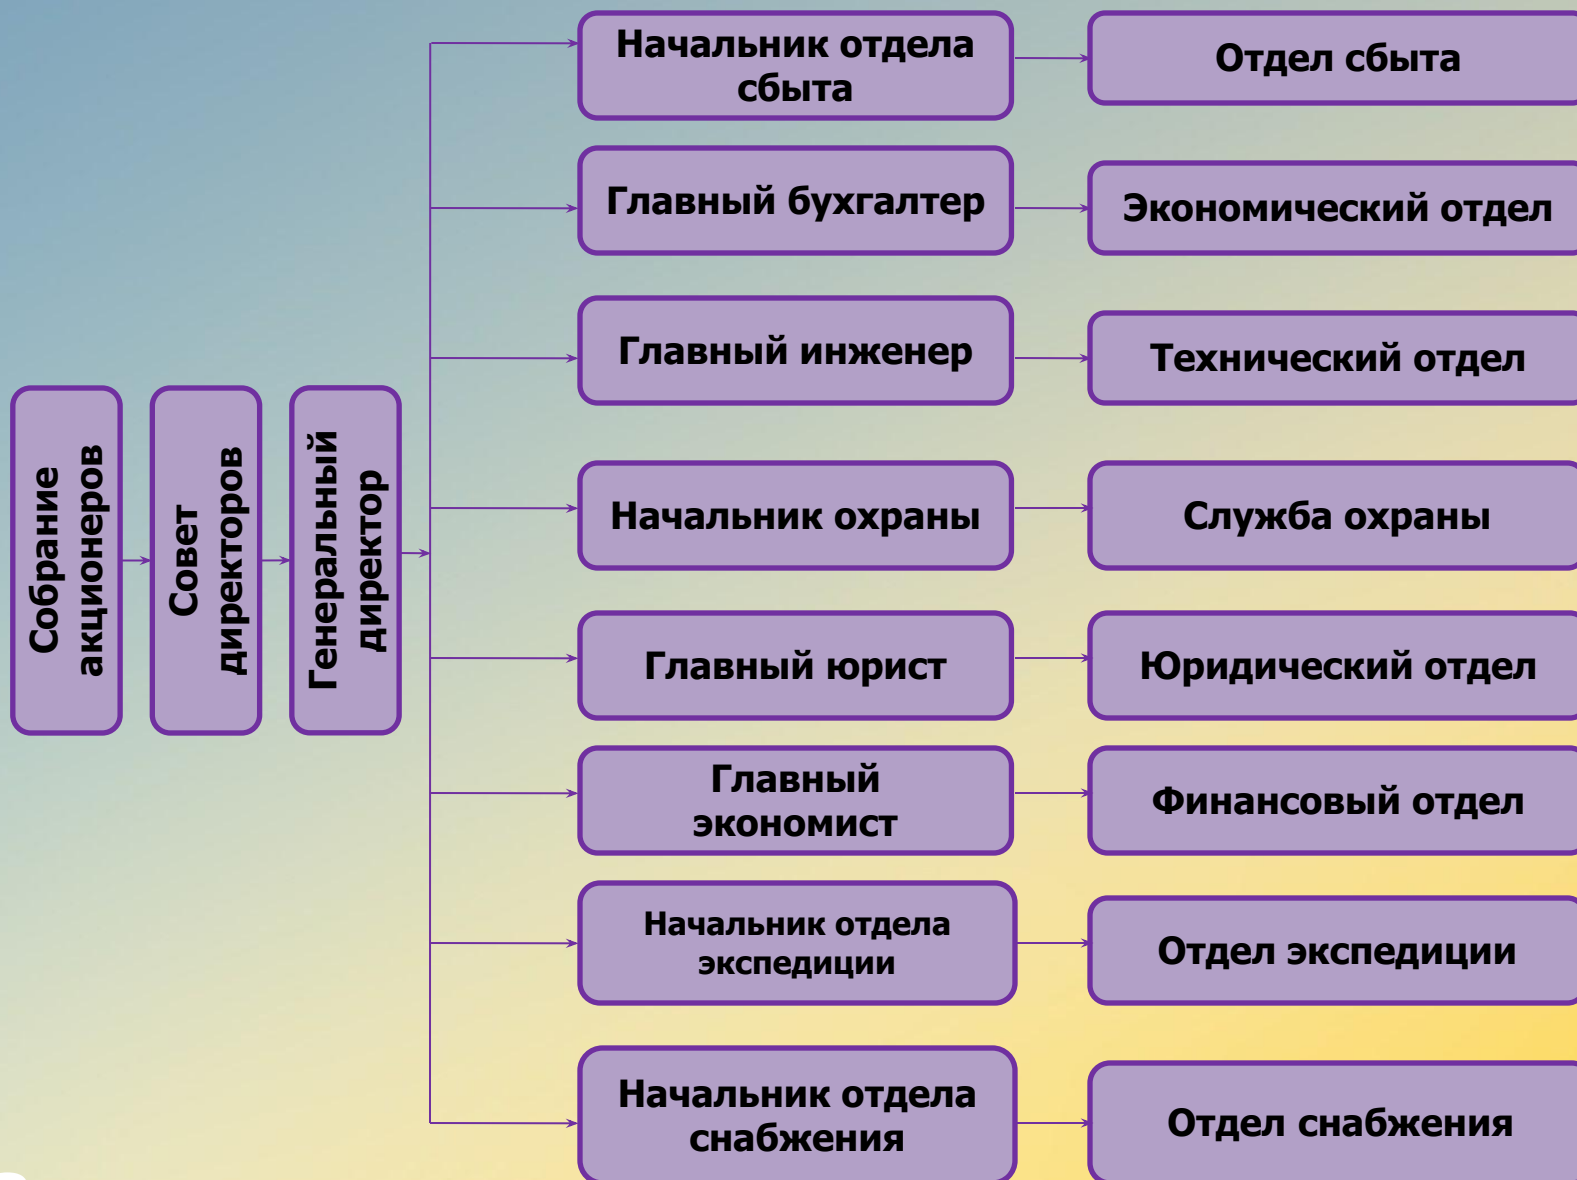 Собрание
акционеров
Совет
директоров
Генеральный
директор
Начальник отдела
сбыта
Отдел сбыта
Главный бухгалтер
Экономический отдел
Главный инженер
Технический отдел
Начальник охраны
Служба охраны
Главный юрист
Юридический отдел
Главный
экономист
Финансовый отдел
Начальник отдела
экспедиции
Отдел экспедиции
Начальник отдела
снабжения
Отдел снабжения